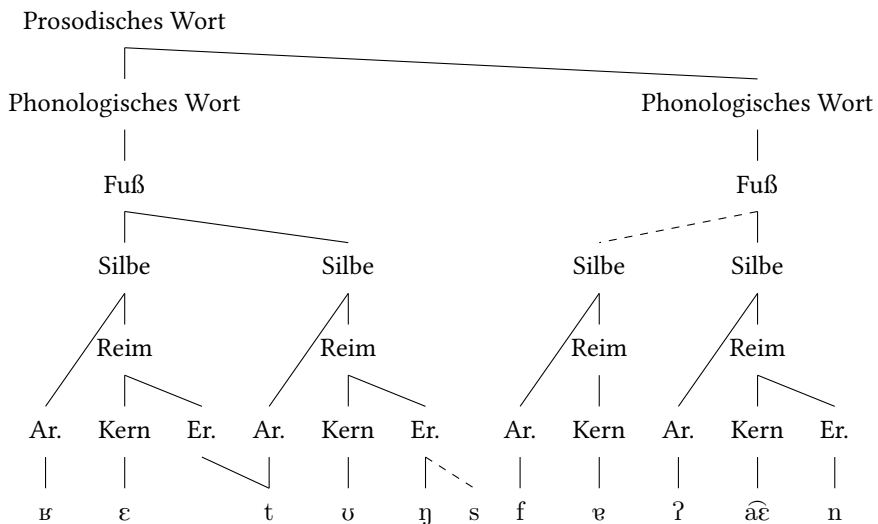 Prosodisches Wort
Phonologisches Wort Phonologisches Wort
Fuß Fuß
Silbe Silbe Silbe Silbe
Reim Reim Reim Reim
Ar. Kern Er. Ar. Kern Er. Ar. Kern Ar. Kern Er.
ʁ ɛ t ʊ ŋ s f ɐ ʔ a͡ɛ n